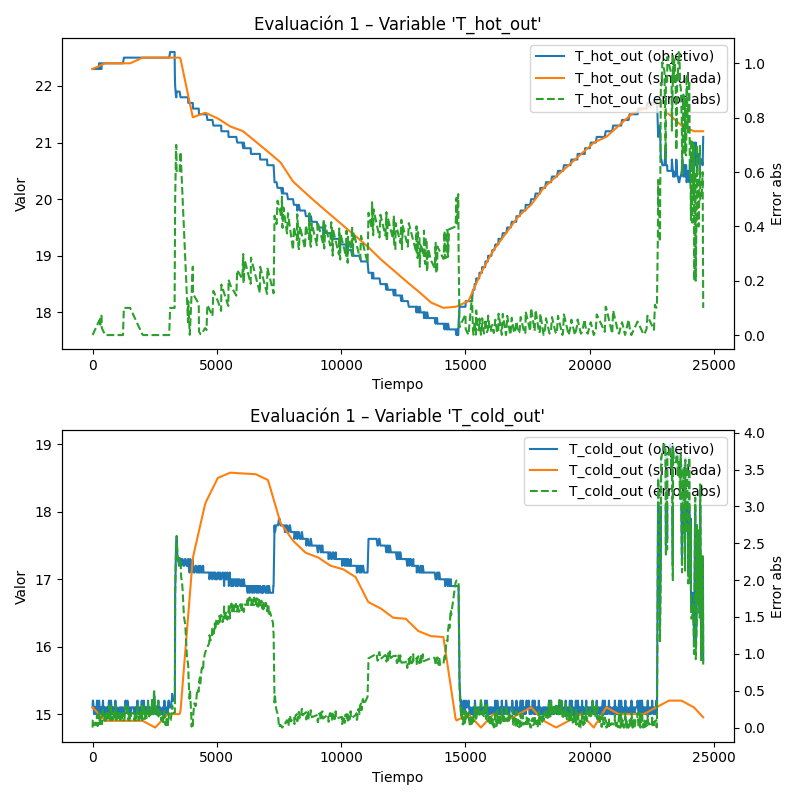 Evaluación 1 – Variable 'T_hot_out'
T_hot_out (objetivo)
T_hot_out (simulada)
T_hot_out (error abs)
Valor
22
21
20
19
18
1.0
0.8
0.6
0.4
0.2
0.0
Error abs
0 5000 10000 15000 20000 25000
Tiempo
Evaluación 1 – Variable 'T_cold_out'
T_cold_out (objetivo)
T_cold_out (simulada)
T_cold_out (error abs)
Valor
19
18
17
16
15
4.0
3.5
3.0
2.5
2.0
1.5
1.0
0.5
0.0
Error abs
0 5000 10000 15000 20000 25000
Tiempo